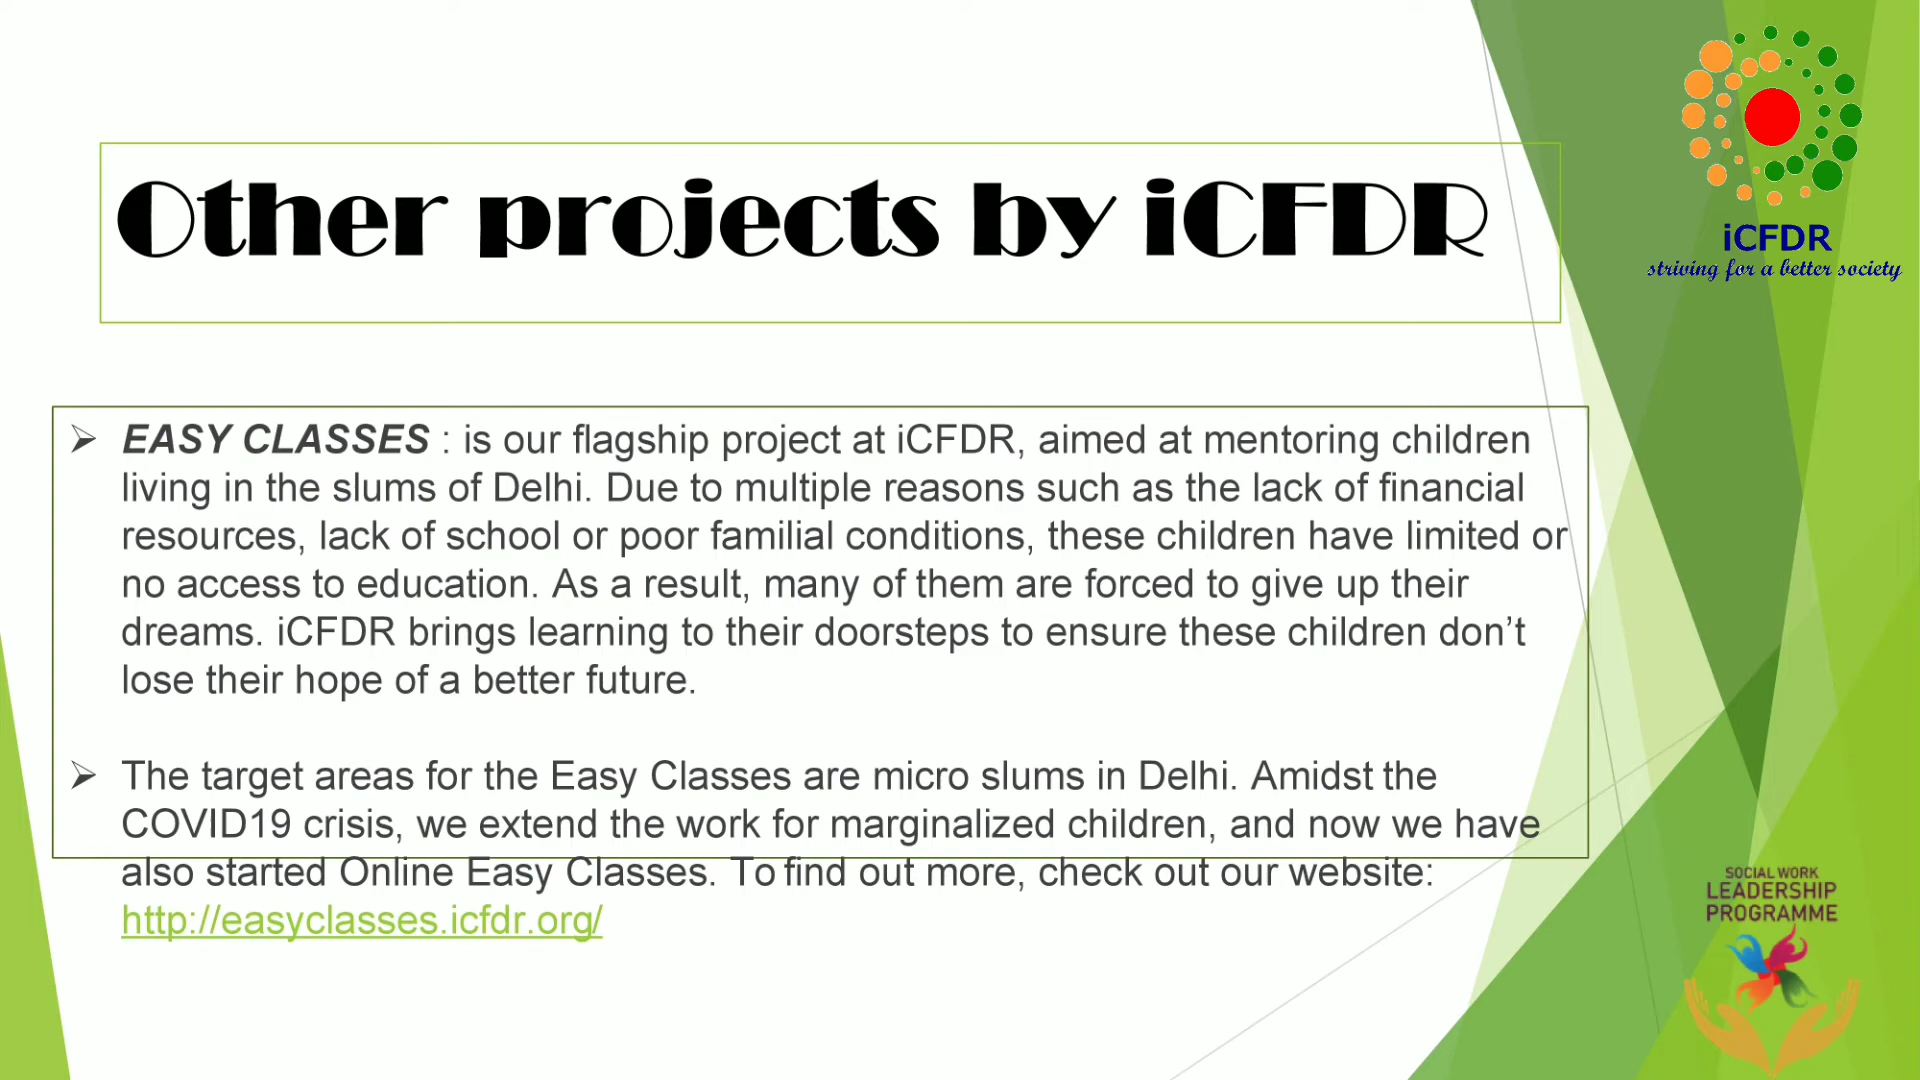 Other projects by iCFDR
iCFDR
striving for a better society
➢ EASY CLASSES : is our flagship project at iCFDR, aimed at mentoring children
living in the slums of Delhi. Due to multiple reasons such as the lack of financial
resources, lack of school or poor familial conditions, these children have limited or
no access to education. As a result, many of them are forced to give up their
dreams. iCFDR brings learning to their doorsteps to ensure these children don’t
lose their hope of a better future.
➢ The target areas for the Easy Classes are micro slums in Delhi. Amidst the
COVID19 crisis, we extend the work for marginalized children, and now we have
also started Online Easy Classes. To find out more, check out our website:
http://easyclasses.icfdr.org/
SOCIAL WORK
LEADERSHIP
PROGRAMME